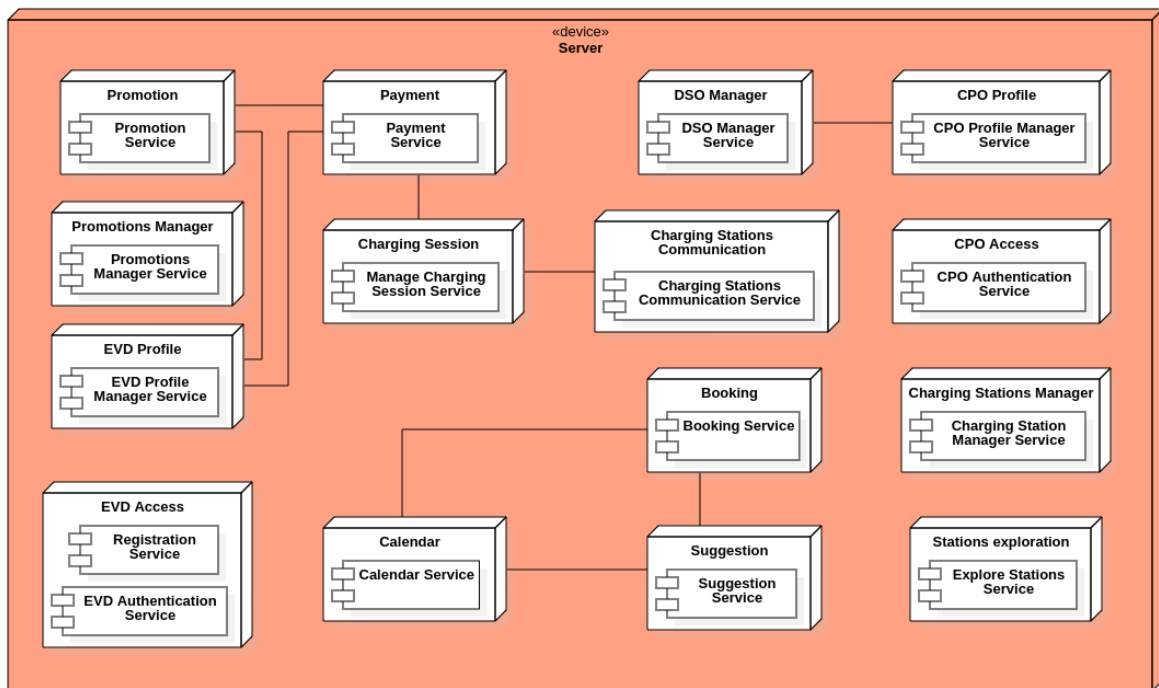 «device»
Server
Promotion
Promotion
Service
Payment
Payment
Service
DSO Manager
DSO Manager
Service
CPO Profile
CPO Profile Manager
Service
Promotions Manager
Promotions
Manager Service
Charging Session
Manage Charging
Session Service
Charging Stations
Communication
Charging Stations
Communication Service
CPO Access
CPO Authentication
Service
EVD Profile
EVD Profile
Manager Service
Booking
Booking Service
Charging Stations Manager
Charging Station
Manager Service
EVD Access
Registration
Service
EVD Authentication
Service
Calendar
Calendar Service
Suggestion
Suggestion
Service
Stations exploration
Explore Stations
Service